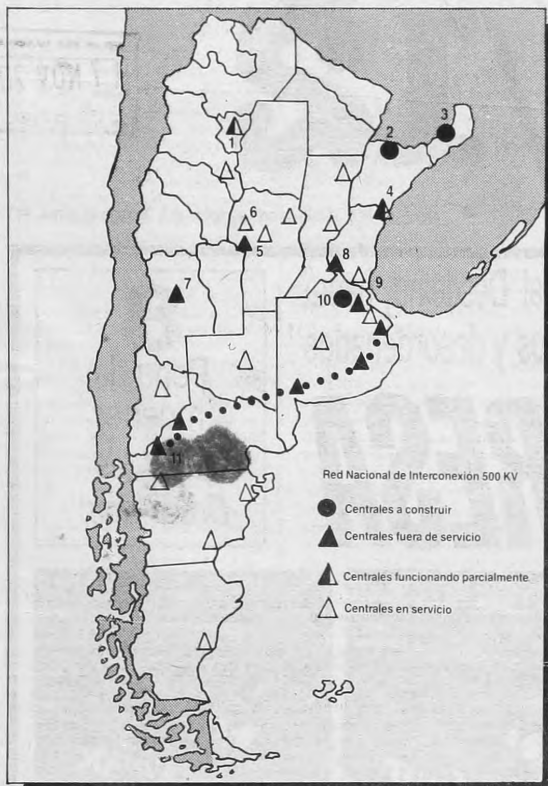 1
2
3
4
6
5
7
8
9
10
11
Red Nacional de Interconexion 500 KV
Centrales a construir
Centrales fuera de servicio
Centrales funcionando parcialmente
Centrales en servicio